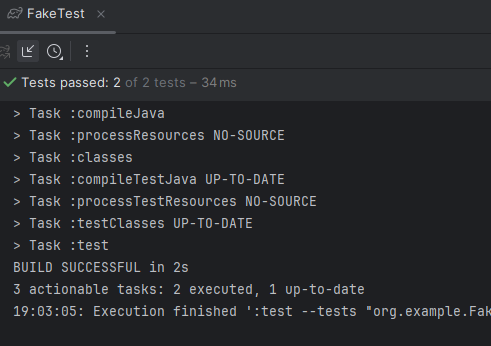 FakeTest
Tests passed: 2 of 2 tests – 34 ms
> Task :compileJava
> Task :processResources NO-SOURCE
> Task :classes
> Task :compileTestJava UP-TO-DATE
> Task :processTestResources NO-SOURCE
> Task :testClasses UP-TO-DATE
> Task :test
BUILD SUCCESSFUL in 2s
3 actionable tasks: 2 executed, 1 up-to-date
19:03:05: Execution finished ':test --tests "org.example.Fak